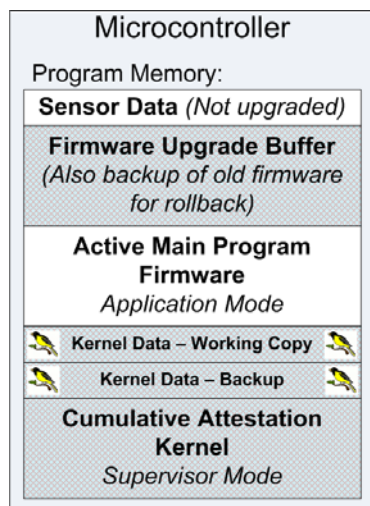 Microcontroller
Program Memory:
Sensor Data (Not upgraded)
Firmware Upgrade Buffer
(Also backup of old firmware
for rollback)
Active Main Program
Firmware
Application Mode
Kernel Data – Working Copy
Kernel Data – Backup
Cumulative Attestation
Kernel
Supervisor Mode